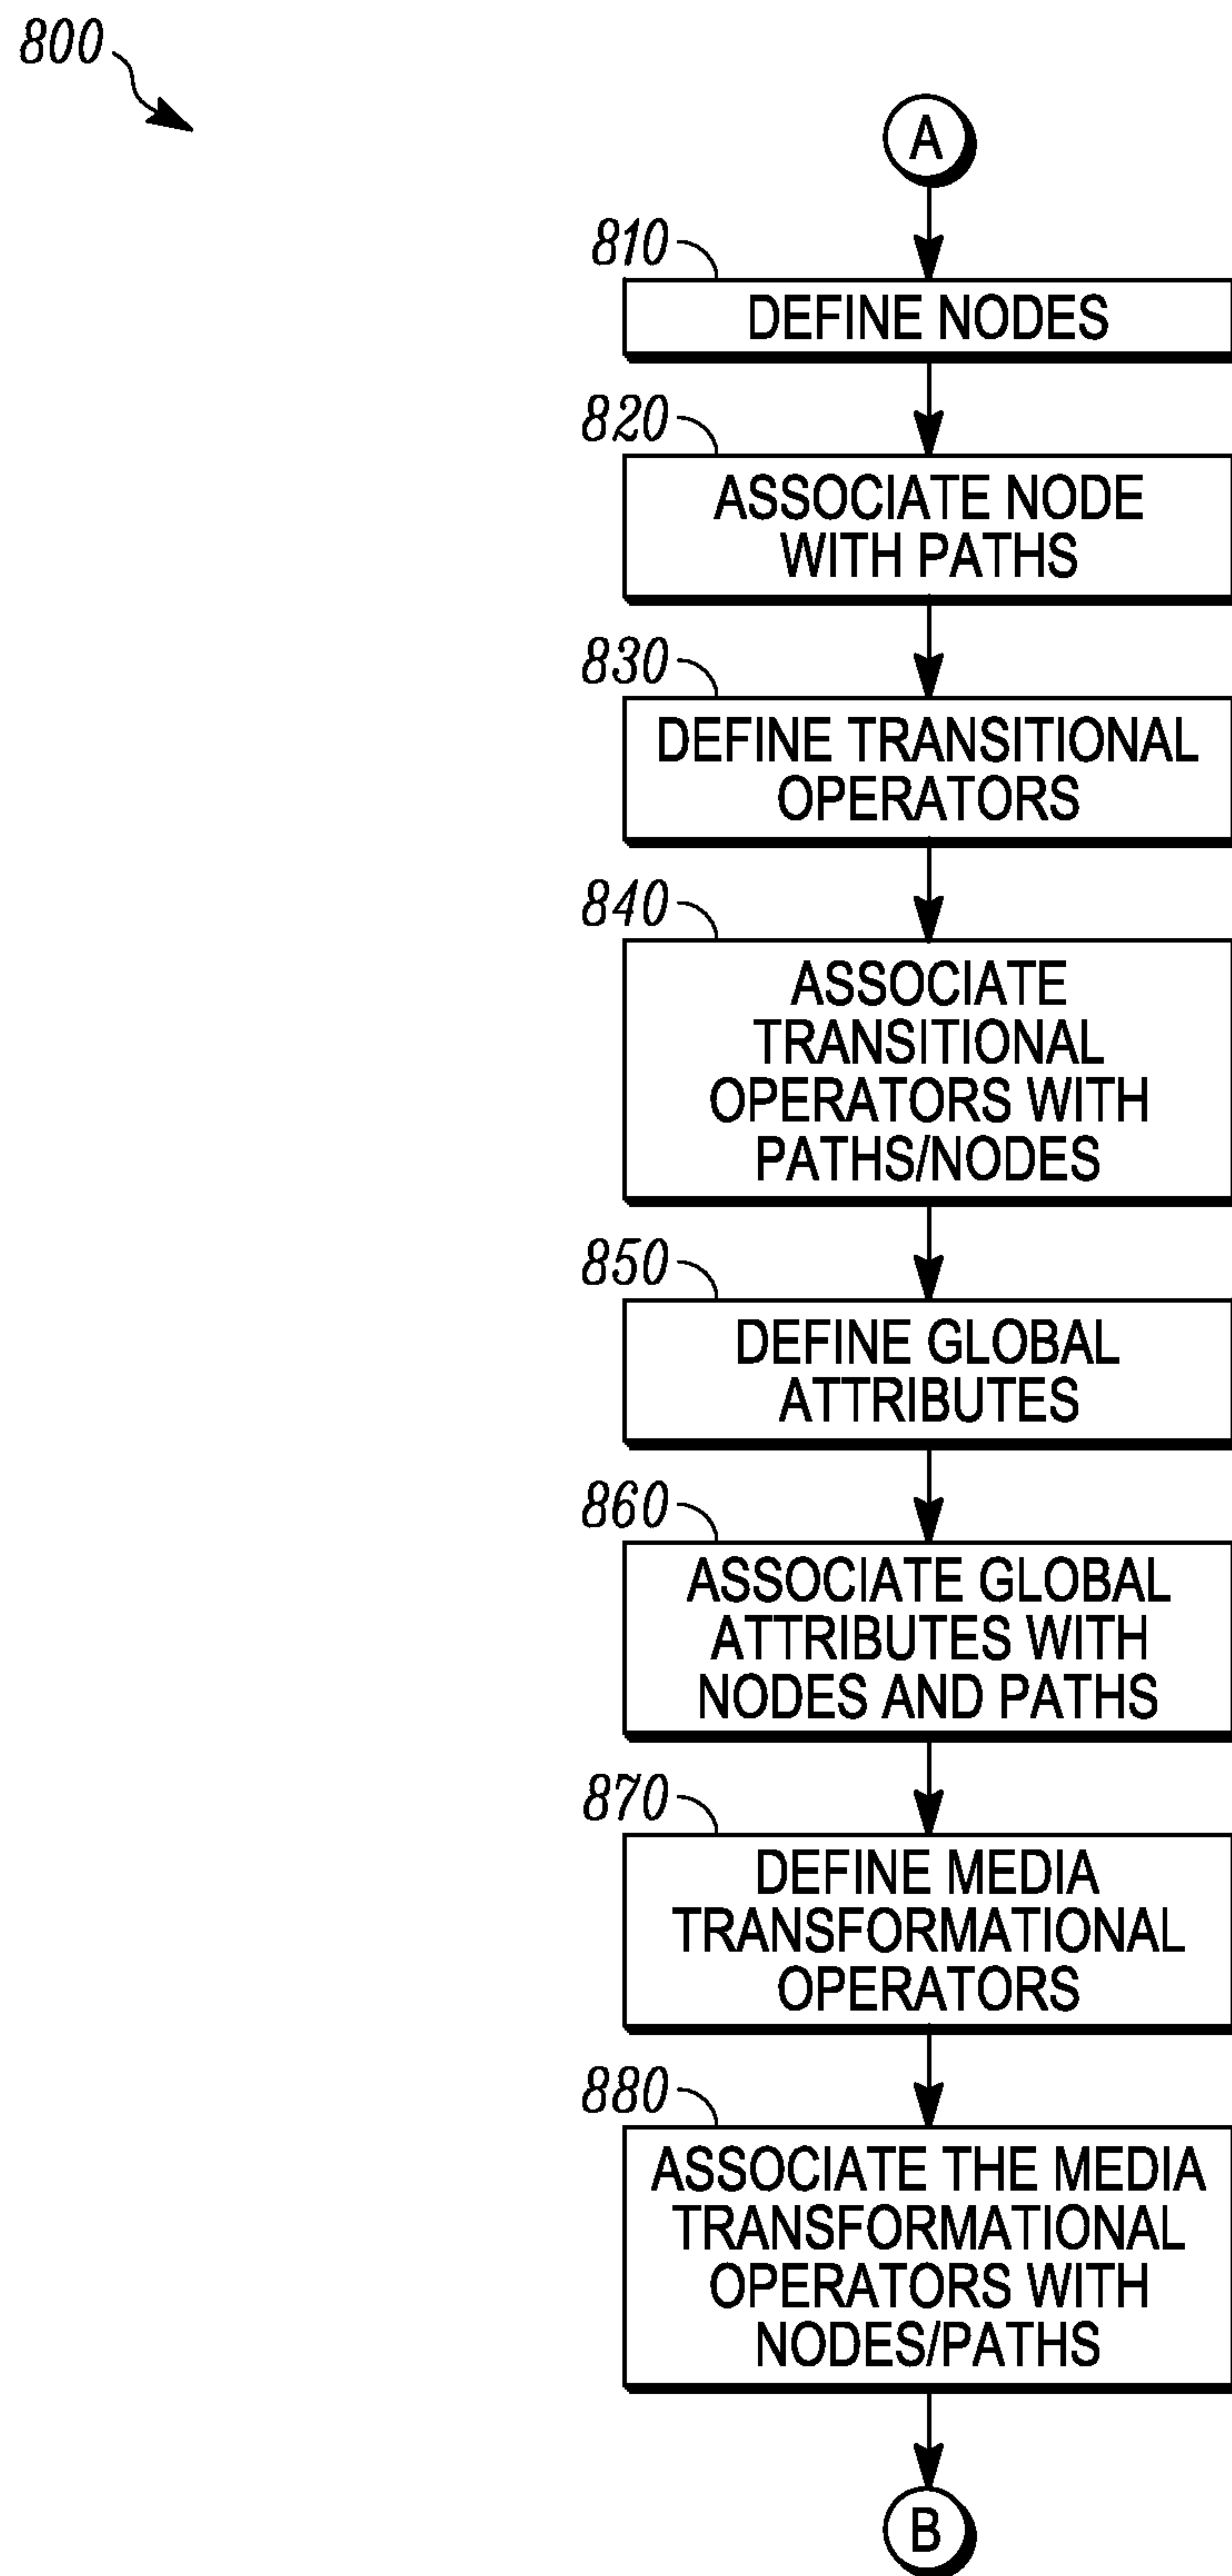 800
A
810
DEFINE NODES
820
ASSOCIATE NODE
WITH PATHS
830
DEFINE TRANSITIONAL
OPERATORS
840
ASSOCIATE
TRANSITIONAL
OPERATORS WITH
PATHS/NODES
850
DEFINE GLOBAL
ATTRIBUTES
860
ASSOCIATE GLOBAL
ATTRIBUTES WITH
NODES AND PATHS
870
DEFINE MEDIA
TRANSFORMATIONAL
OPERATORS
880
ASSOCIATE THE MEDIA
TRANSFORMATIONAL
OPERATORS WITH
NODES/PATHS
B